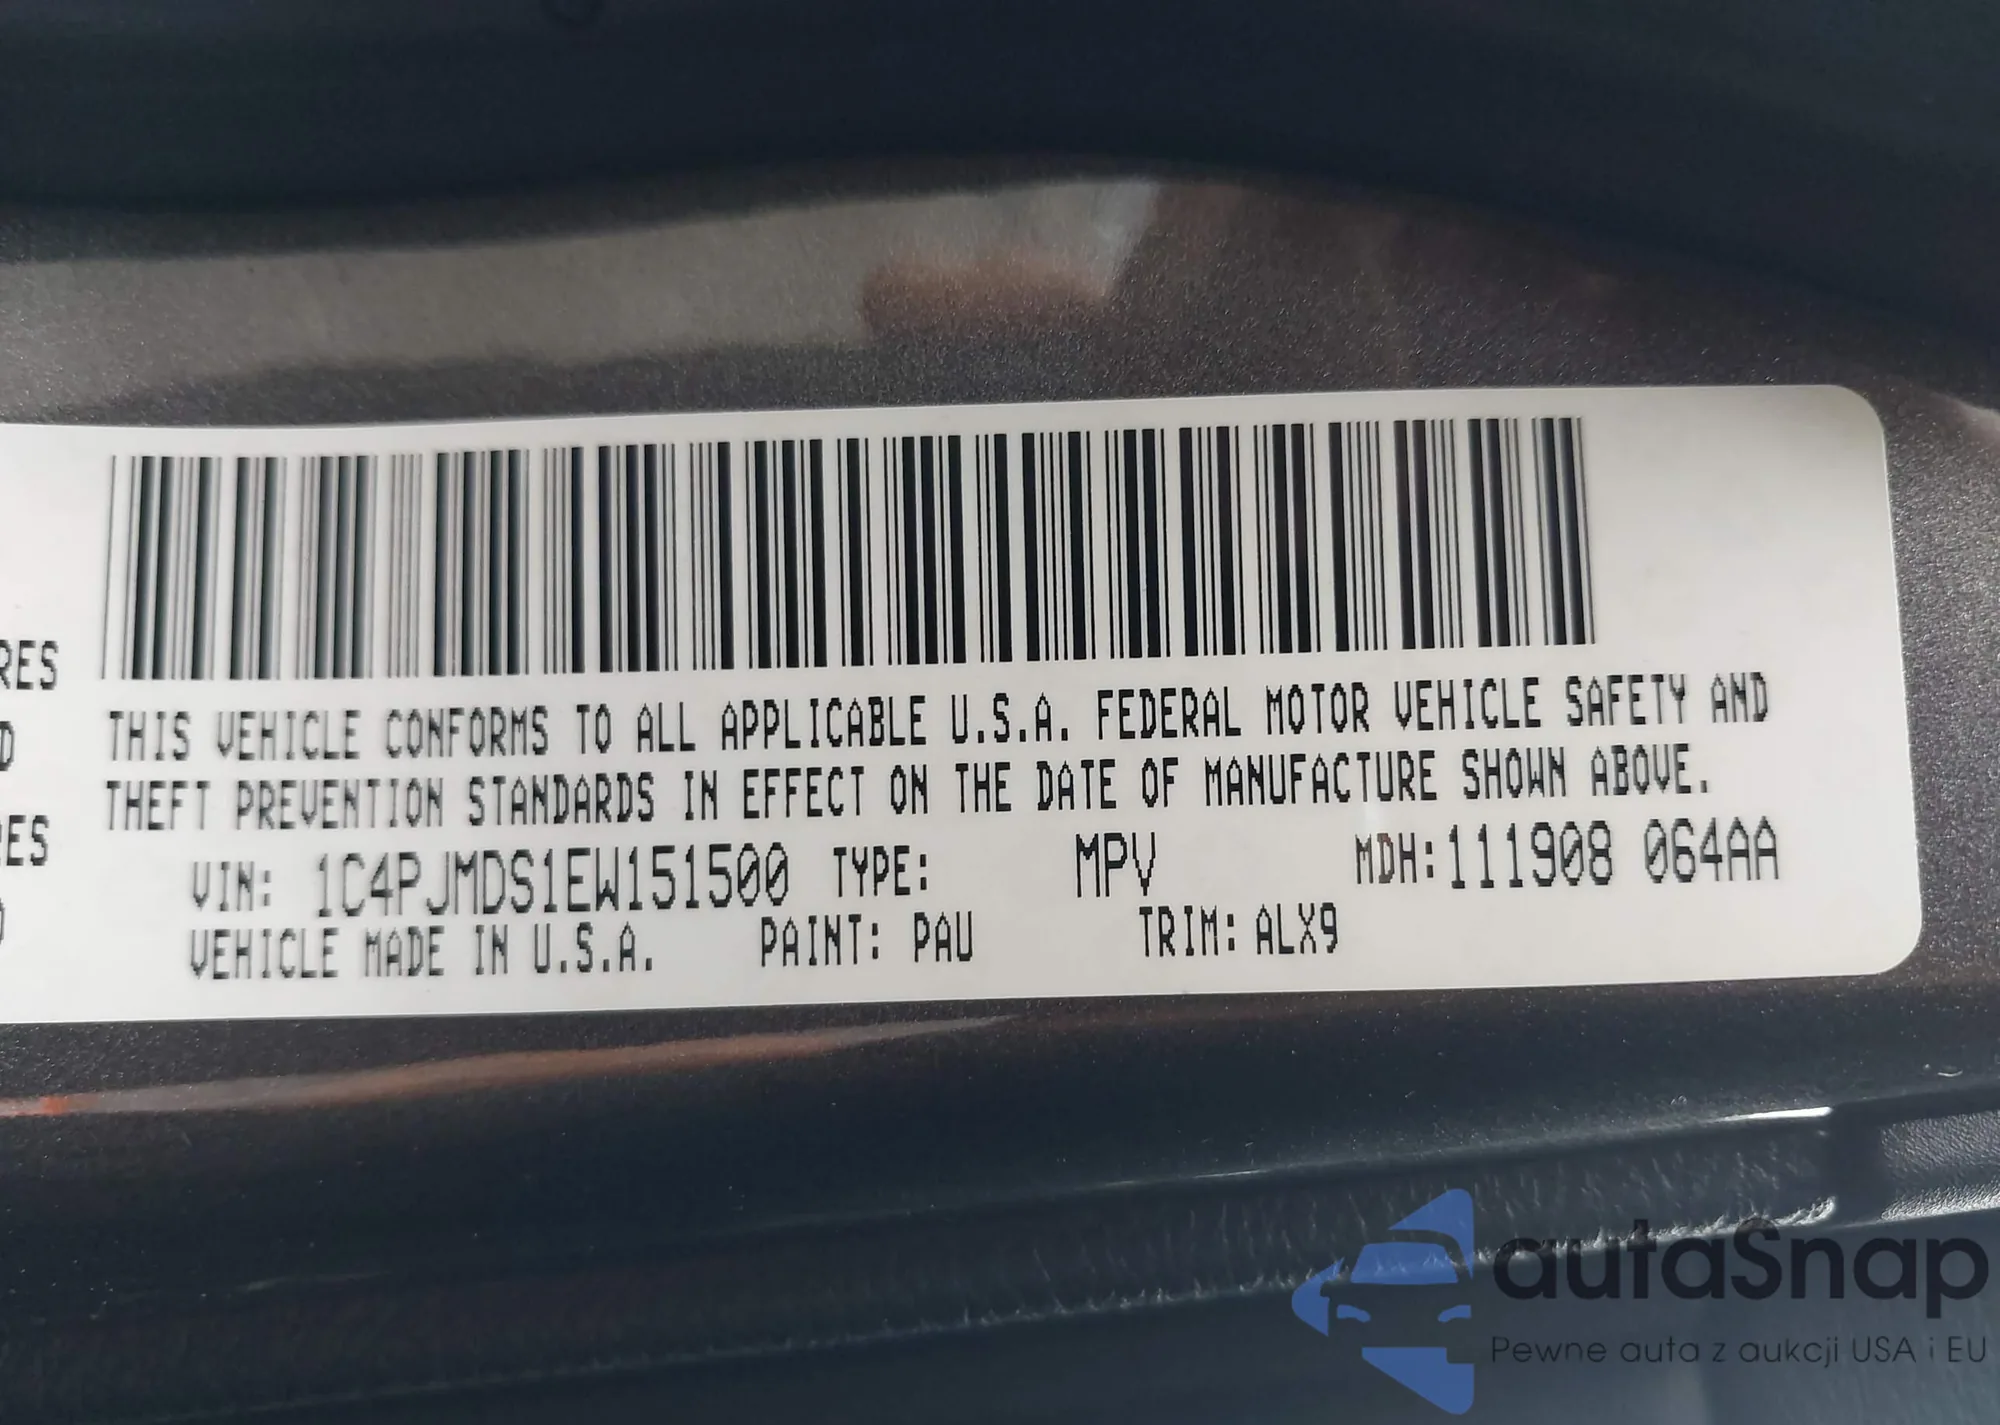 RES
D
ES
THIS VEHICLE CONFORMS TO ALL APPLICABLE U.S.A. FEDERAL MOTOR VEHICLE SAFETY AND
THEFT PREVENTION STANDARDS IN EFFECT ON THE DATE OF MANUFACTURE SHOWN ABOVE.
VIN: 1C4PJMDS1EW151500 TYPE: MPV MDH:111908 064AA
VEHICLE MADE IN U.S.A. PAINT: PAU TRIM: ALX9
autaSnap
Pewne auta z aukcji USA i EU